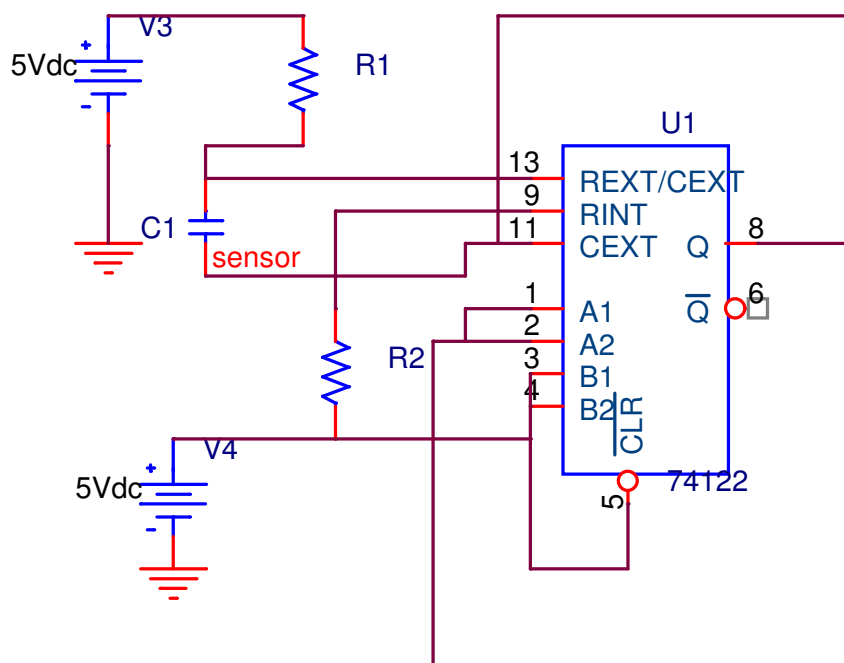 V3
5Vdc
R1
U1
13
REXT/CEXT
9
RINT
C1
11
CEXT
Q
8
sensor
1
A1
Q
6
2
A2
R2
3
B1
4
B2
CLR
V4
5Vdc
74122
5